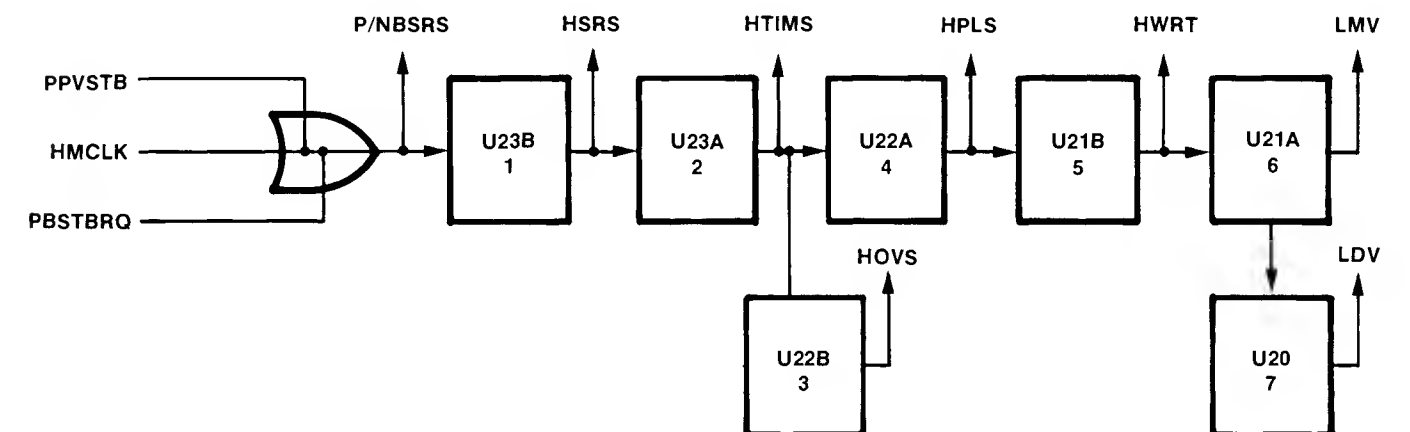 P/NBSRS HSRS HTIMS HPLS HWRT LMV
PPVSTB
HMCLK
PBSTBRQ
U23B
1
U23A
2
U22A
4
U21B
5
U21A
6
HOVS
LDV
U22B
3
U20
7